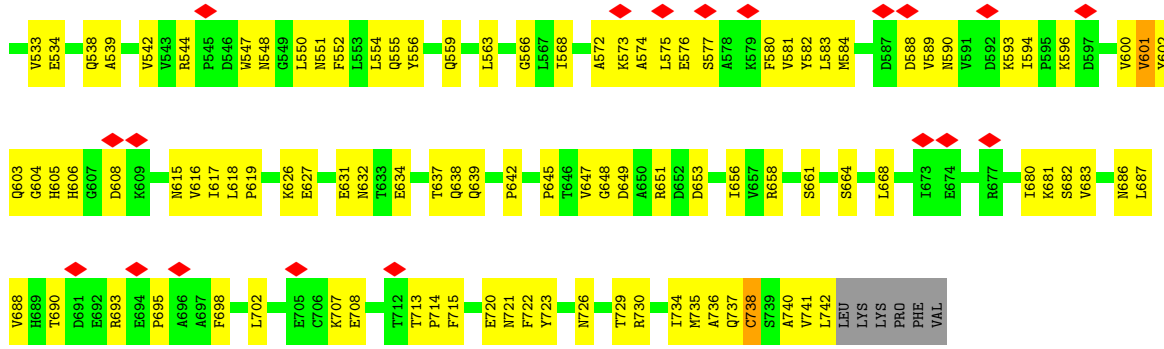 V533 E534 Q538 A539 V542 V543 R544 P545 D546 W547 N548 G549 L550 N551 F552 L553 L554 Q555 Y556 Q559 L563 G566 L567 I568 A572 K573 A574 L575 E576 S577 A578 K579 F580 V581 Y582 L583 M584 D587 D588 V589 N590 V591 D592 K593 I594 P595 K596 D597 V600 V601 Y602
Q603 G604 H605 H606 G607 D608 K609 N615 V616 I617 L618 P619 K626 E627 E631 N632 T633 E634 T637 Q638 Q639 P642 P645 T646 V647 G648 D649 A650 R651 D652 D653 I656 V657 R658 S661 S664 L668 I673 E674 R677 I680 K681 S682 V683 N686 L687
V688 H689 T690 D691 E692 R693 E694 P695 A696 A697 F698 L702 E705 C706 K707 E708 T712 T713 P714 F715 E720 N721 F722 Y723 N726 T729 R730 I734 M735 A736 Q737 C738 S739 A740 V741 L742 LEU LYS LYS PRO PHE VAL